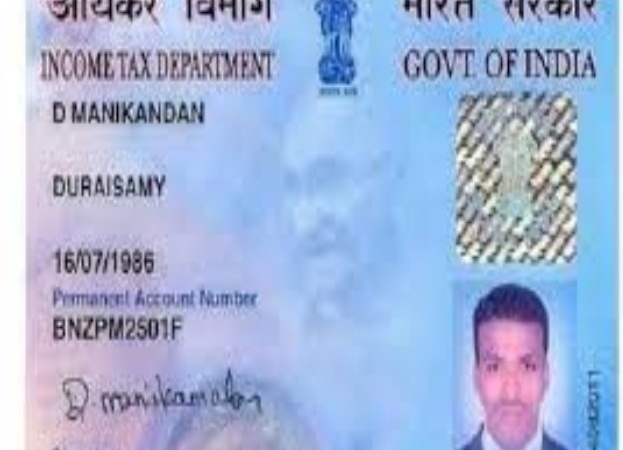 आयकर विभाग
भारत सरकार
INCOME TAX DEPARTMENT
GOVT. OF INDIA
D MANIKANDAN
DURAISAMY
16/07/1986
Permanent Account Number
BNZPM2501F
D. manikandan